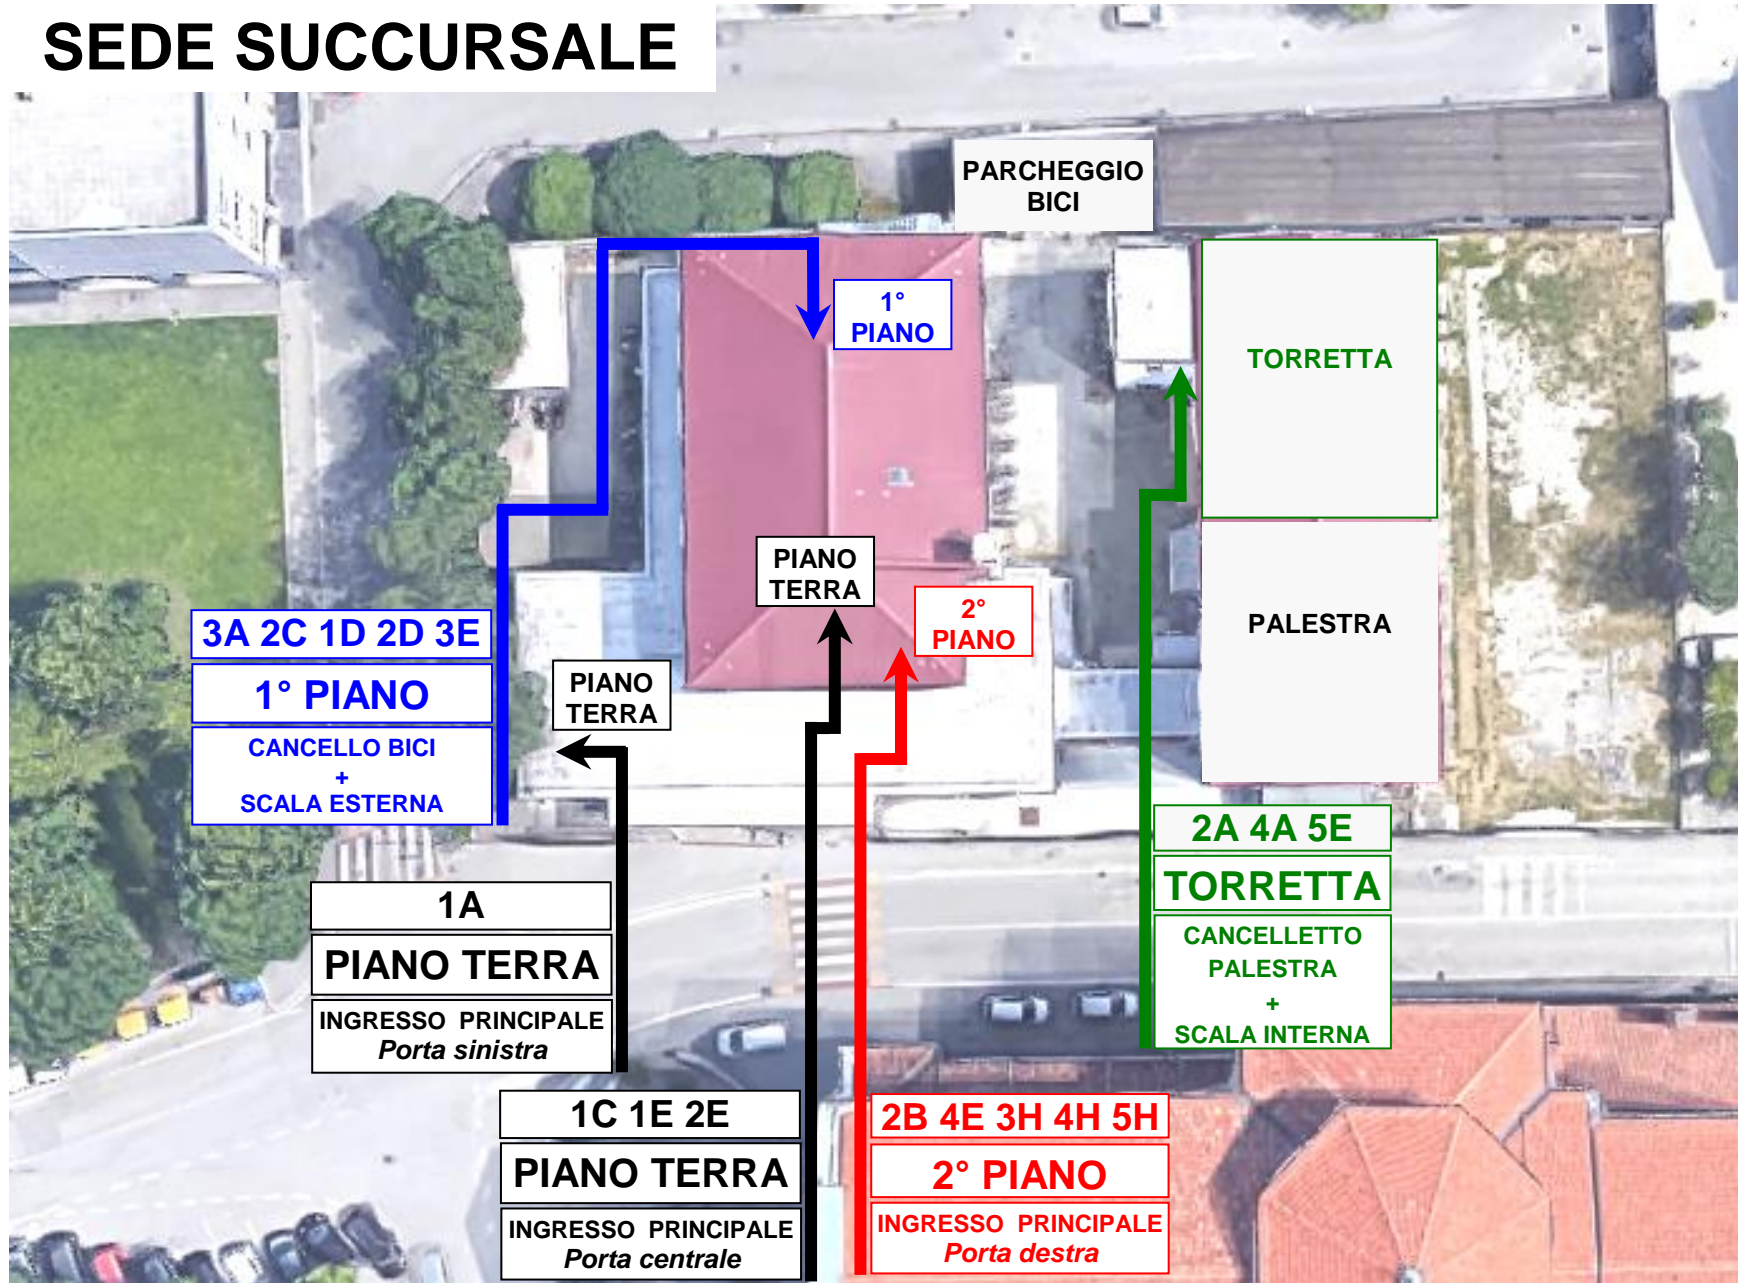 SEDE SUCCURSALE
PARCHEGGIO
BICI
1°
PIANO
TORRETTA
PIANO
TERRA
2°
PIANO
PALESTRA
3A 2C 1D 2D 3E
1° PIANO
CANCELLO BICI
+
SCALA ESTERNA
PIANO
TERRA
1A
PIANO TERRA
INGRESSO PRINCIPALE
Porta sinistra
2A 4A 5E
TORRETTA
CANCELLETTO
PALESTRA
+
SCALA INTERNA
1C 1E 2E
PIANO TERRA
INGRESSO PRINCIPALE
Porta centrale
2B 4E 3H 4H 5H
2° PIANO
INGRESSO PRINCIPALE
Porta destra